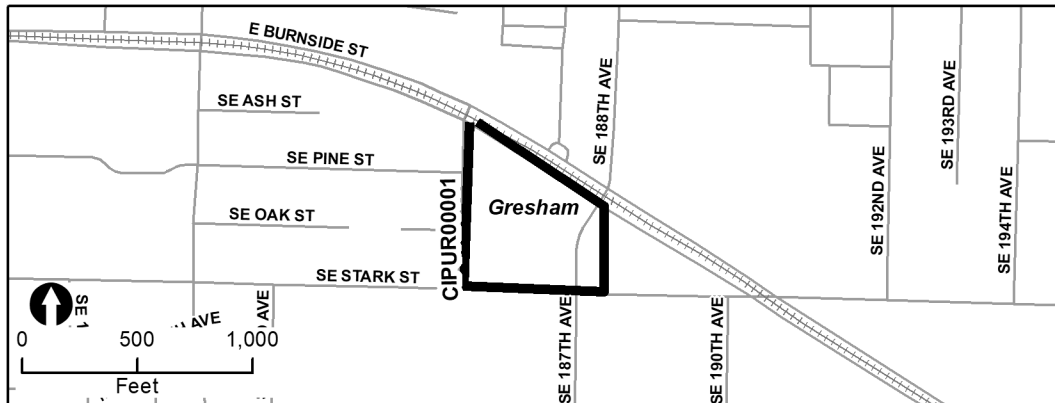 E BURNSIDE ST
SE ASH ST
SE 188TH AVE
SE 193RD AVE
SE PINE ST
CIPUR00001
Gresham
SE 192ND AVE
SE 194TH AVE
SE OAK ST
SE STARK ST
SE 187TH AVE
SE 190TH AVE
AVE
0 500 1,000
Feet